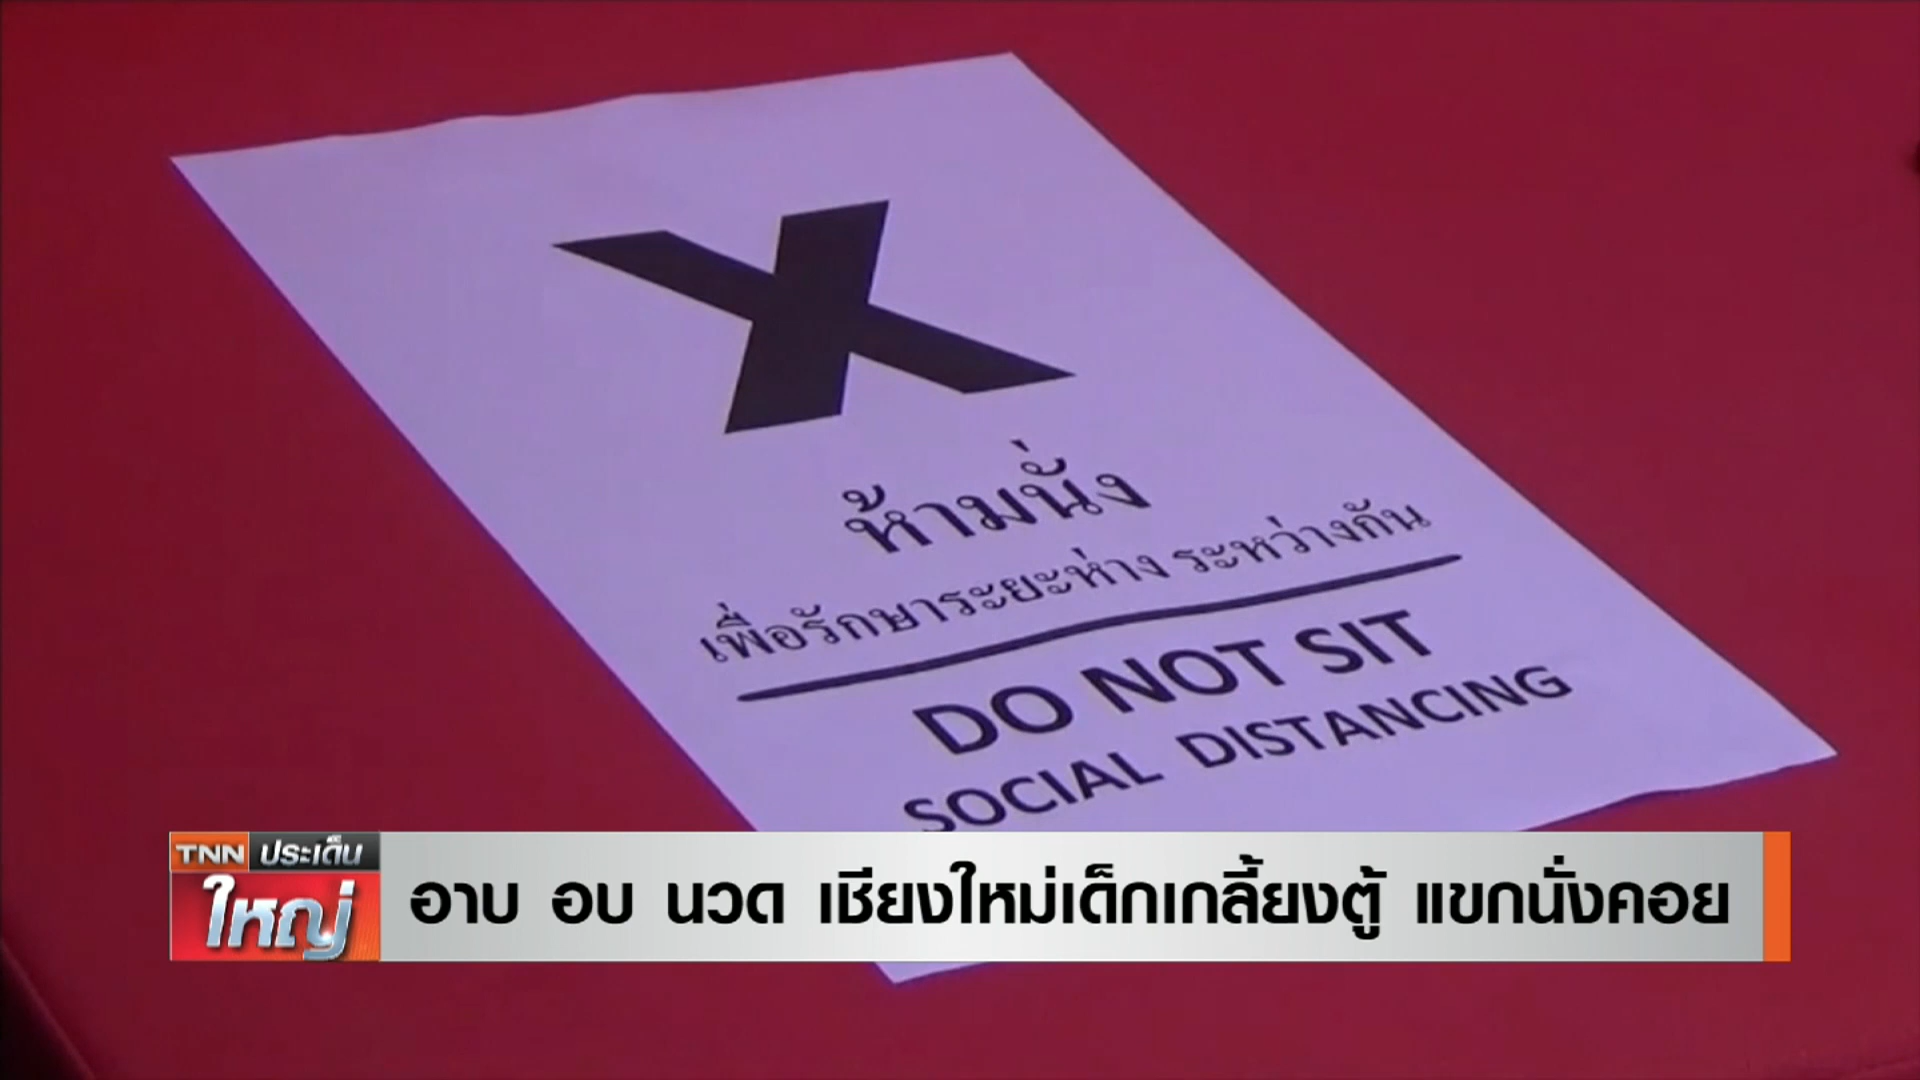 X
ห้ามนั่ง
เพื่อรักษาระยะห่าง ระหว่างกัน
DO NOT SIT
SOCIAL DISTANCING
TNN ประเด็น
ใหญ่
อาบ อบ นวด เชียงใหม่เด็กเกลี้ยงตู้ แขกนั่งคอย